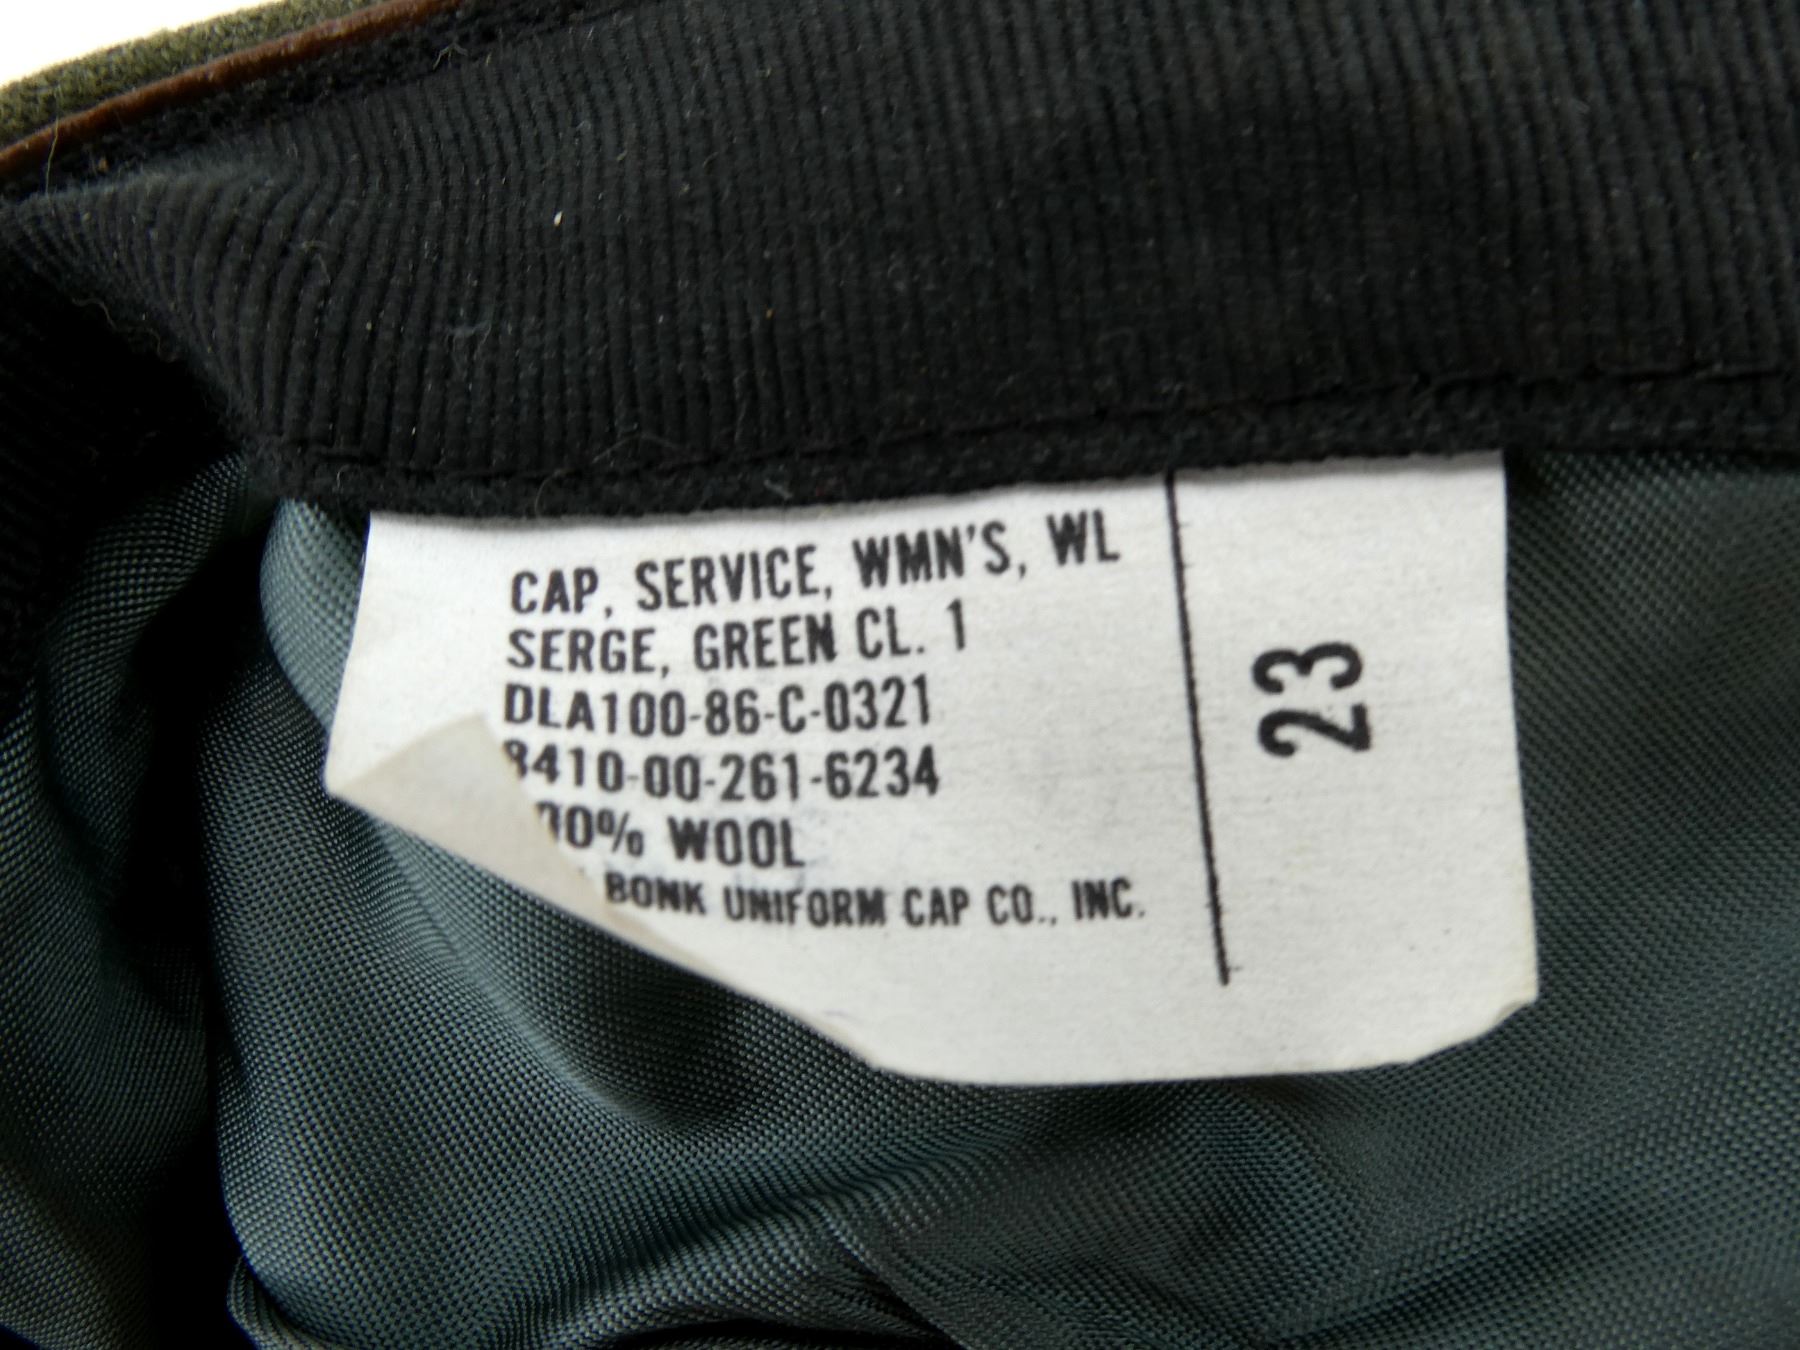 CAP, SERVICE, WMN'S, WL
SERGE, GREEN CL. 1
DLA100-86-C-0321
8410-00-261-6234
00% WOOL
BONK UNIFORM CAP CO., INC.
23